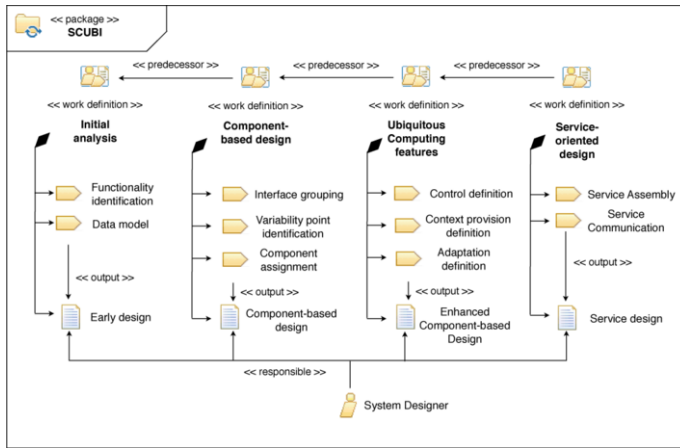 << package >>
SCUBI
<< predecessor >>
<< predecessor >>
<< predecessor >>
<< work definition >>
<< work definition >>
<< work definition >>
<< work definition >>
Initial
analysis
Component-
based design
Ubiquitous
Computing
features
Service-
oriented design
Functionality
identification
Data model
Interface grouping
Variability point
identification
Component
assignment
Control definition
Context provision
definition
Adaptation
definition
Service Assembly
Service
Communication
<< output >>
<< output >>
<< output >>
<< output >>
Early design
Component-based
design
Enhanced
Component-based
Design
Service design
<< responsible >>
System Designer